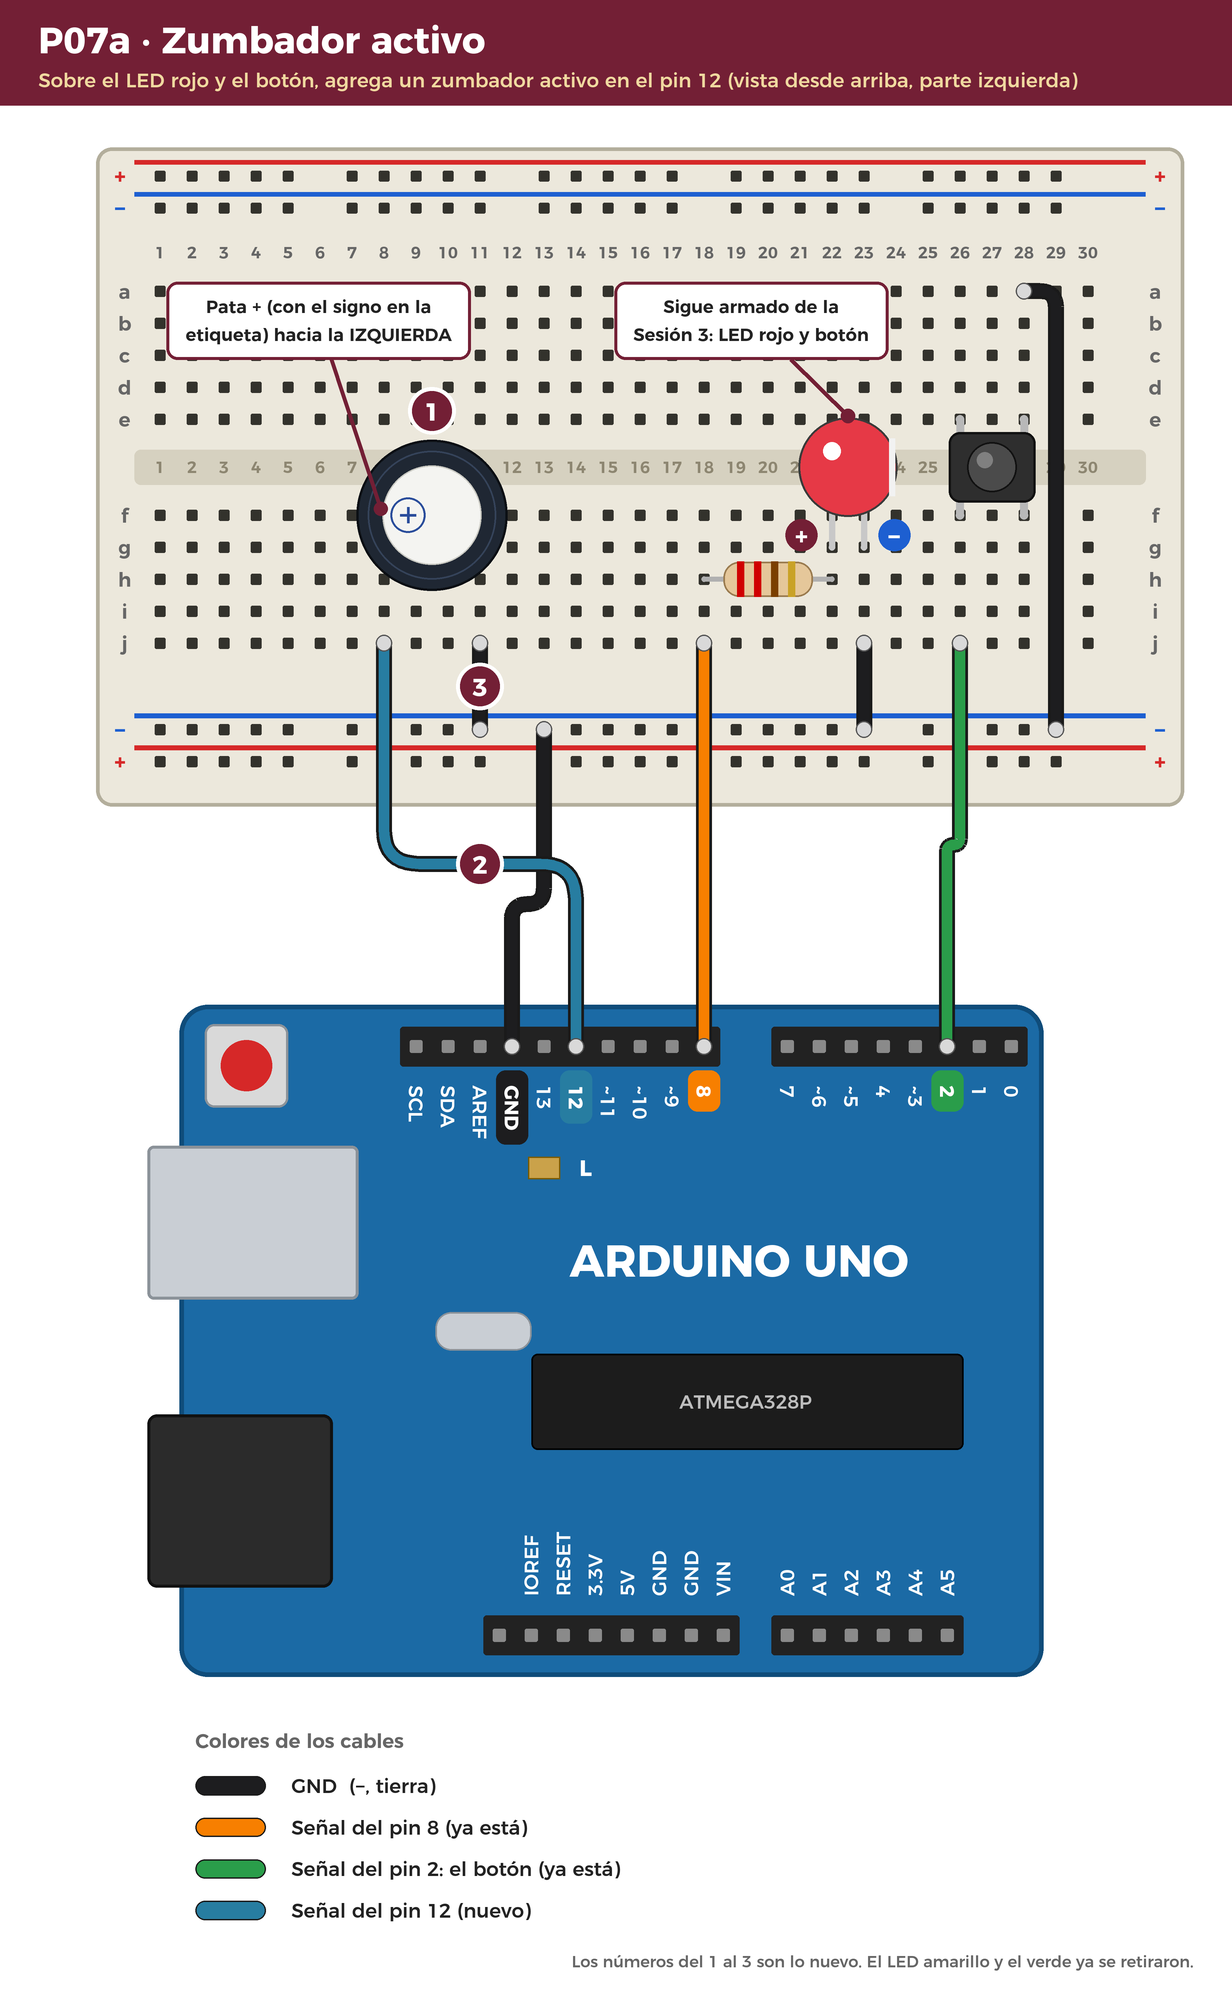 P07a · Zumbador activo
Sobre el LED rojo y el botón, agrega un zumbador activo en el pin 12 (vista desde arriba, parte izquierda)
+ +
− −
1 2 3 4 5 6 7 8 9 10 11 12 13 14 15 16 17 18 19 20 21 22 23 24 25 26 27 28 29 30
a a
Pata + (con el signo en la
etiqueta) hacia la IZQUIERDA
Sigue armado de la
Sesión 3: LED rojo y botón
b b
c c
d d
e e
1
1 2 3 4 5 6 7 12 13 14 15 16 17 18 19 20 25 30
+
f f
g g
+ −
h h
i i
j j
3
− −
+ +
2
SCL SDA AREF GND 13 12 ~11 ~10 ~9 8 7 ~6 ~5 4 ~3 2 1 0
L
ARDUINO UNO
ATMEGA328P
IOREF RESET 3.3V 5V GND GND VIN A0 A1 A2 A3 A4 A5
Colores de los cables
GND (−, tierra)
Señal del pin 8 (ya está)
Señal del pin 2: el botón (ya está)
Señal del pin 12 (nuevo)
Los números del 1 al 3 son lo nuevo. El LED amarillo y el verde ya se retiraron.